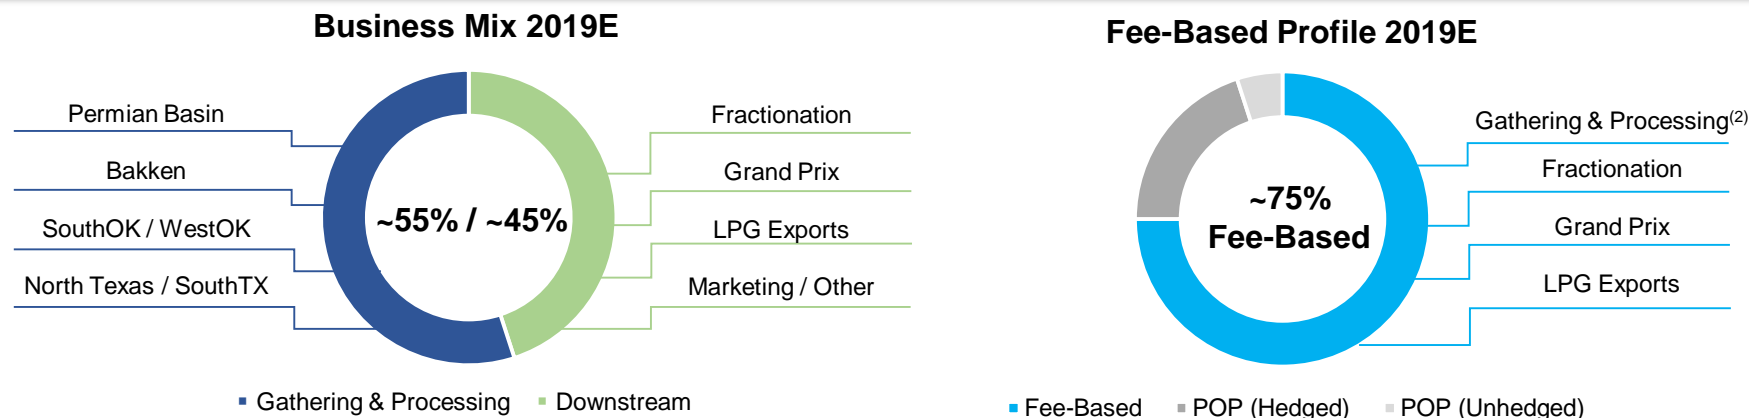 Business Mix 2019E
Permian Basin
Bakken
SouthOK / WestOK
North Texas / SouthTX
~55% / ~45%
Fractionation
Grand Prix
LPG Exports
Marketing / Other
Gathering & Processing
Downstream
Fee-Based Profile 2019E
~75%
Fee-Based
Gathering & Processing(2)
Fractionation
Grand Prix
LPG Exports
Fee-Based
POP (Hedged)
POP (Unhedged)